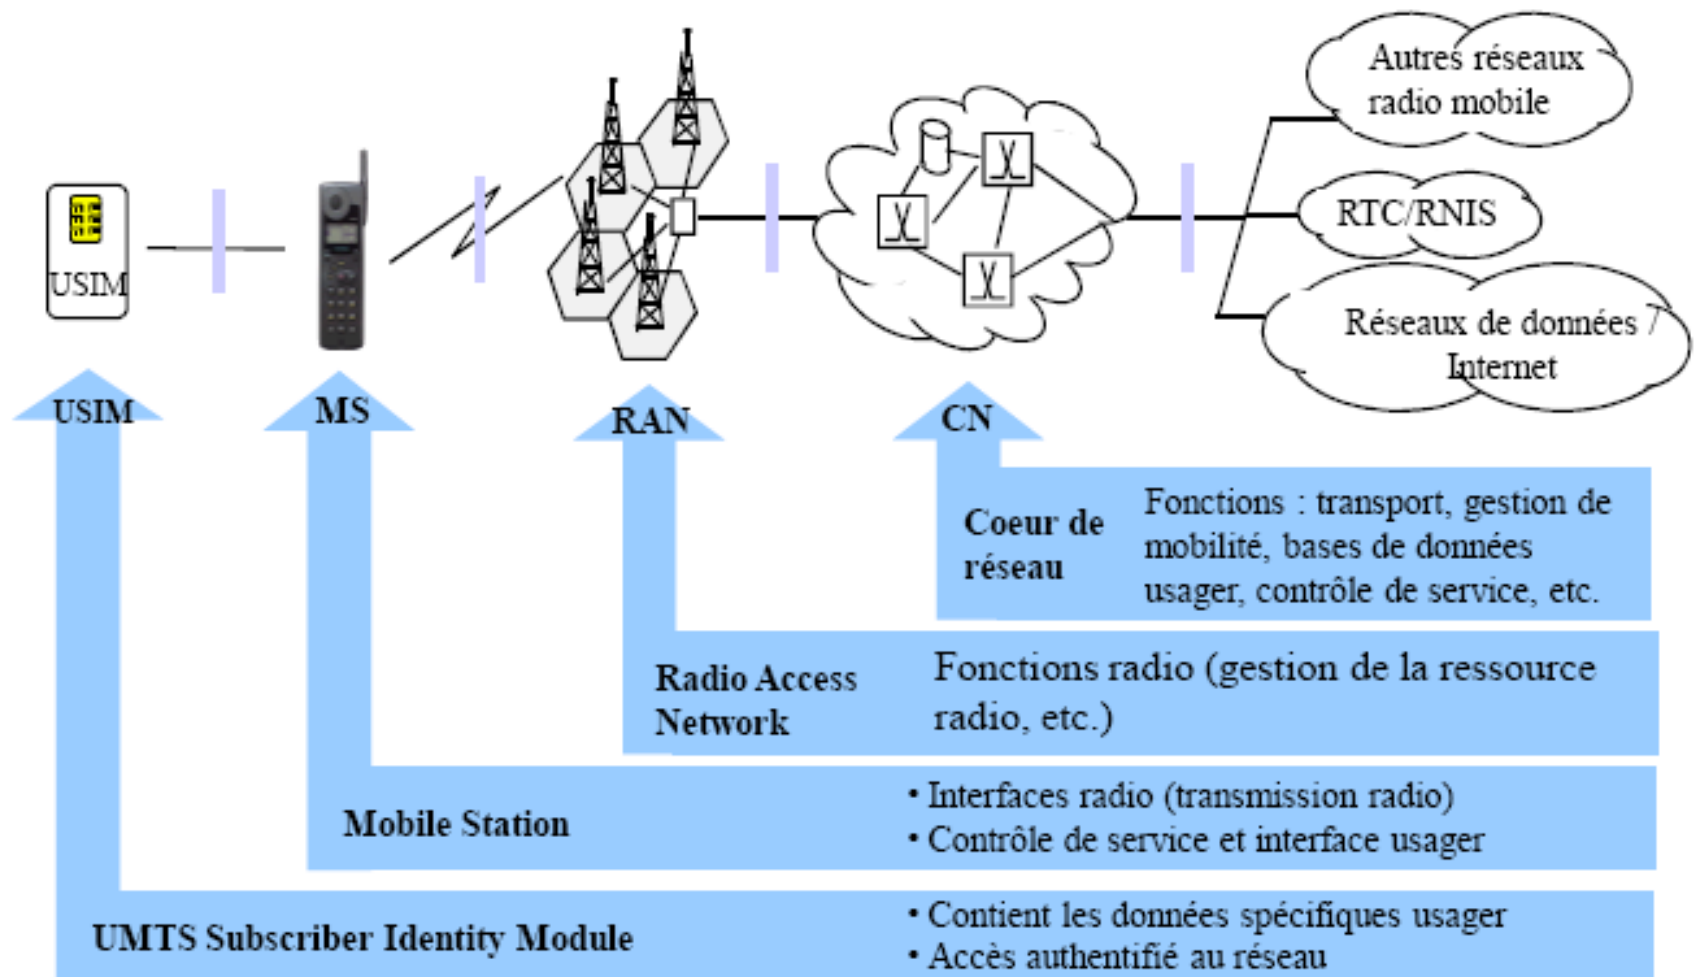 Autres réseaux
radio mobile
RTC/RNIS
Réseaux de données /
Internet
USIM
USIM
MS
RAN
CN
Coeur de
réseau
Fonctions : transport, gestion de
mobilité, bases de données
usager, contrôle de service, etc.
Radio Access
Network
Fonctions radio (gestion de la ressource
radio, etc.)
Mobile Station
• Interfaces radio (transmission radio)
• Contrôle de service et interface usager
UMTS Subscriber Identity Module
• Contient les données spécifiques usager
• Accès authentifié au réseau